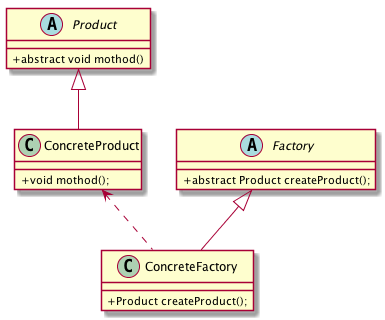 A Product
+abstract void mothod()
C ConcreteProduct
+void mothod();
A Factory
+abstract Product createProduct();
C ConcreteFactory
+Product createProduct();